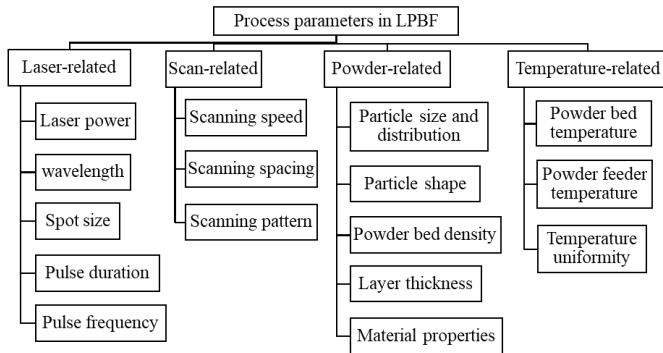 Process parameters in LPBF
Laser-related
Laser power
wavelength
Spot size
Pulse duration
Pulse frequency
Scan-related
Scanning speed
Scanning spacing
Scanning pattern
Powder-related
Particle size and
distribution
Particle shape
Powder bed density
Layer thickness
Material properties
Temperature-related
Powder bed
temperature
Powder feeder
temperature
Temperature
uniformity